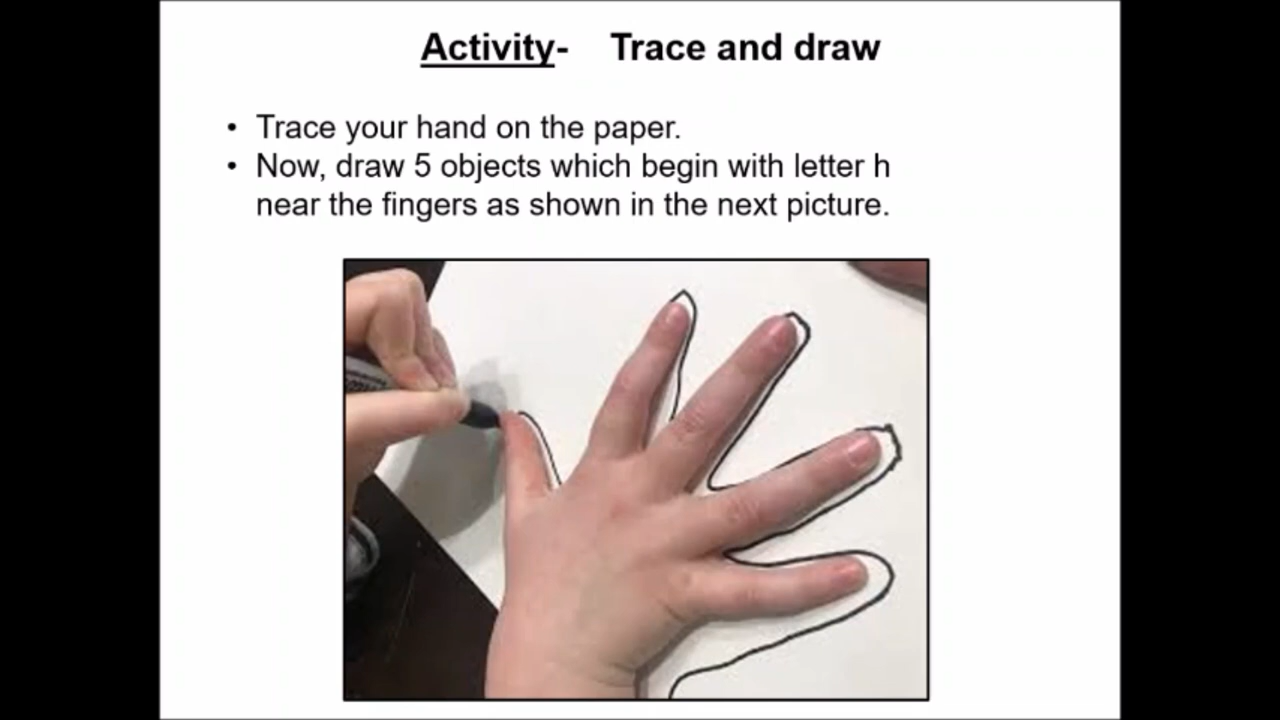 Activity- Trace and draw
• Trace your hand on the paper.
• Now, draw 5 objects which begin with letter h
near the fingers as shown in the next picture.